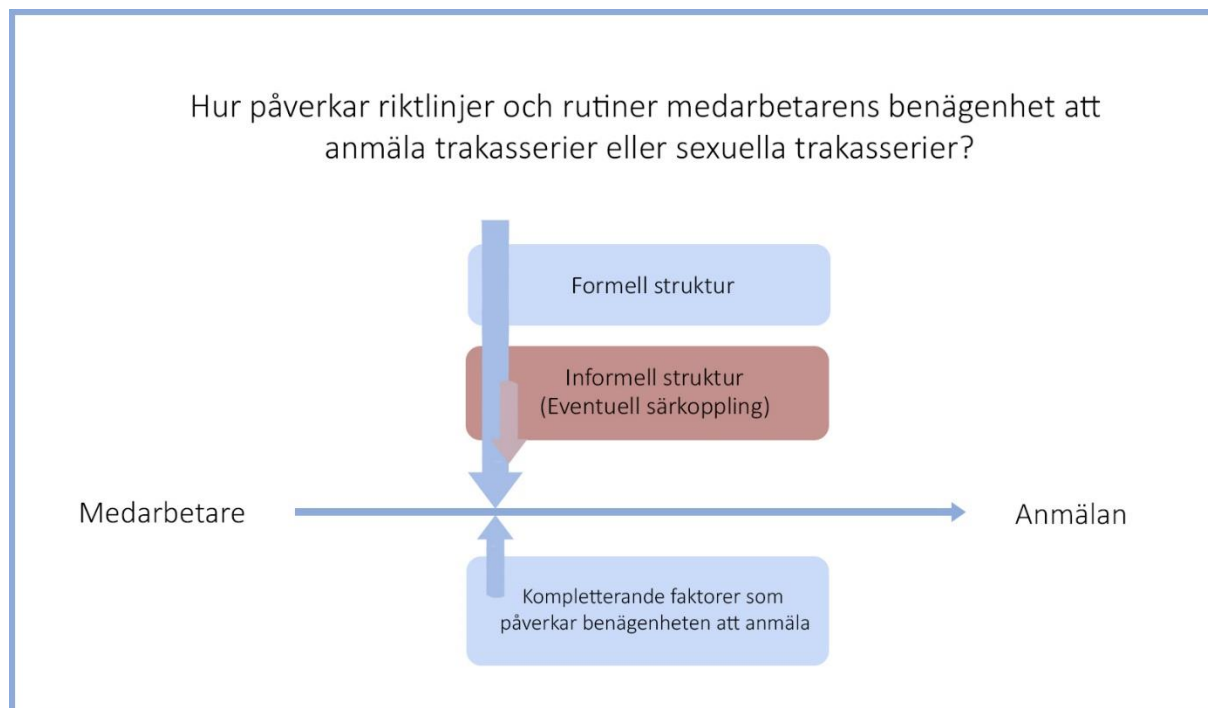 Hur påverkar riktlinjer och rutiner medarbetarens benägenhet att
anmäla trakasserier eller sexuella trakasserier?
Formell struktur
Informell struktur
(Eventuell särkoppling)
Medarbetare
Anmälan
Kompletterande faktorer som
påverkar benägenheten att anmäla